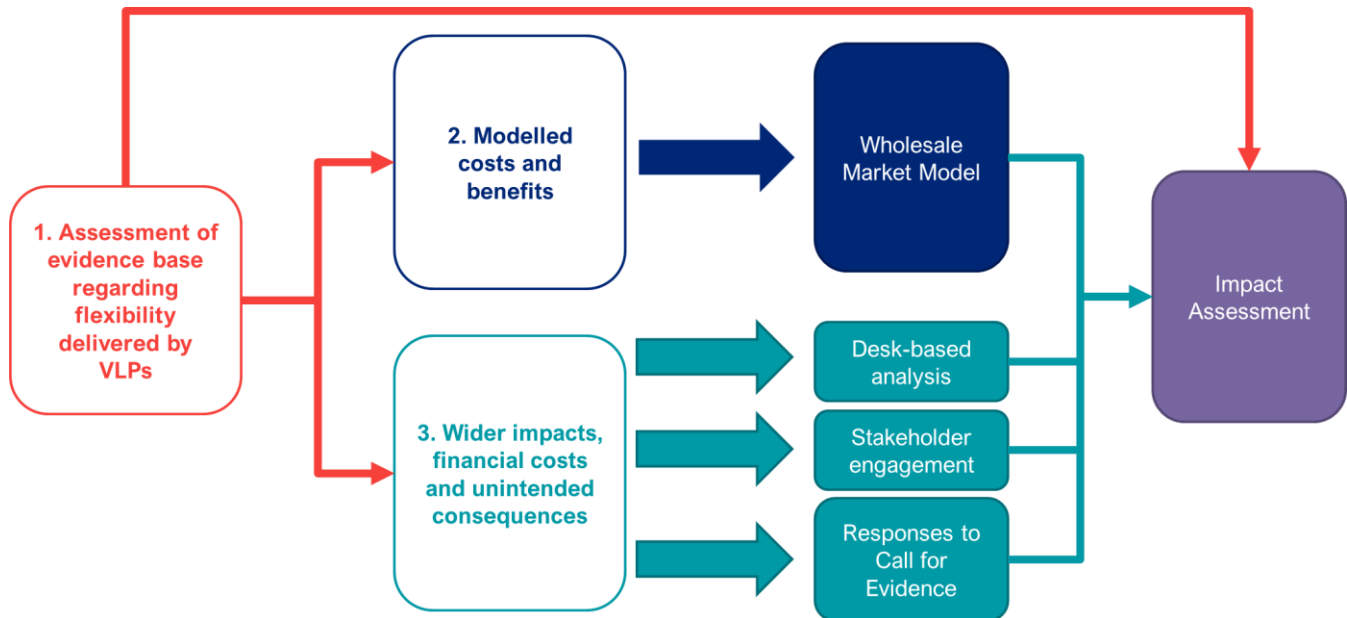 1. Assessment of
evidence base
regarding
flexibility
delivered by
VLPs
2. Modelled
costs and
benefits
Wholesale
Market Model
3. Wider impacts,
financial costs
and unintended
consequences
Desk-based
analysis
Stakeholder
engagement
Responses to
Call for
Evidence
Impact
Assessment